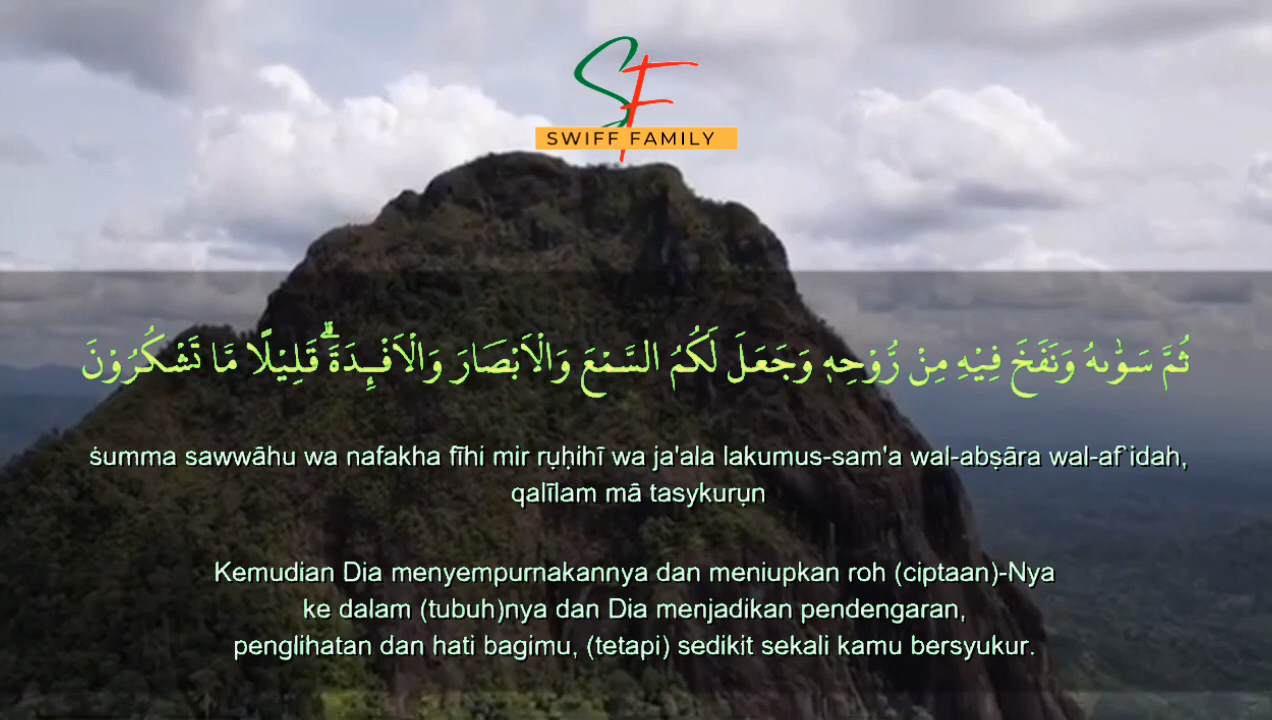 SF
SWIFF FAMILY
ثُمَّ سَوّٰىهُ وَنَفَخَ فِيْهِ مِنْ رُّوْحِهٖ وَجَعَلَ لَكُمُ السَّمْعَ وَالْاَبْصَارَ وَالْاَفْـِٕدَةَۗ قَلِيْلًا مَّا تَشْكُرُوْنَ
ṡumma sawwāhu wa nafakha fīhi mir rụḥihī wa ja'ala lakumus-sam'a wal-abṣāra wal-af`idah,
qalīlam mā tasykurụn
Kemudian Dia menyempurnakannya dan meniupkan roh (ciptaan)-Nya
ke dalam (tubuh)nya dan Dia menjadikan pendengaran,
penglihatan dan hati bagimu, (tetapi) sedikit sekali kamu bersyukur.